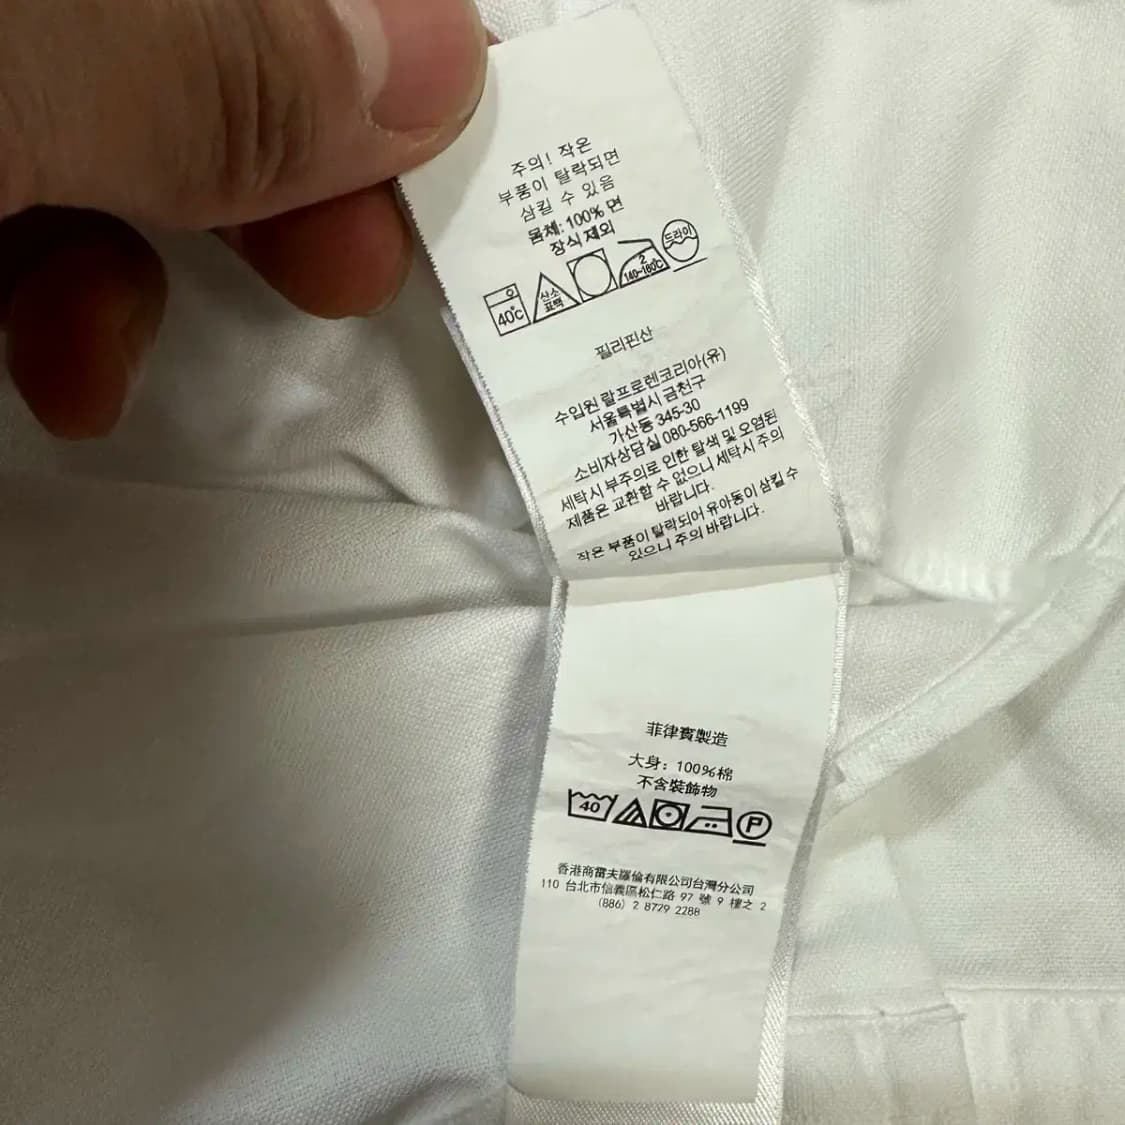 주의! 작은
부품이 탈락되면
삼킬 수 있음
몸체: 100% 면
장식 제외
40℃
산소
표백
2
140~160℃
드라이
필리핀산
수입원 랄프로렌코리아(유)
서울특별시 금천구
가산동 345-30
소비자상담실 080-566-1199
세탁시 부주의로 인한 탈색 및 오염된
제품은 교환할 수 없으니 세탁시 주의
바랍니다.
작은 부품이 탈락되어 유아동이 삼킬 수
있으니 주의 바랍니다.
菲律賓製造
大身: 100%棉
不含裝飾物
40
P
香港商雷夫羅倫有限公司台灣分公司
110 台北市信義區松仁路 97 號 9 樓之 2
(886) 2 8729 2288